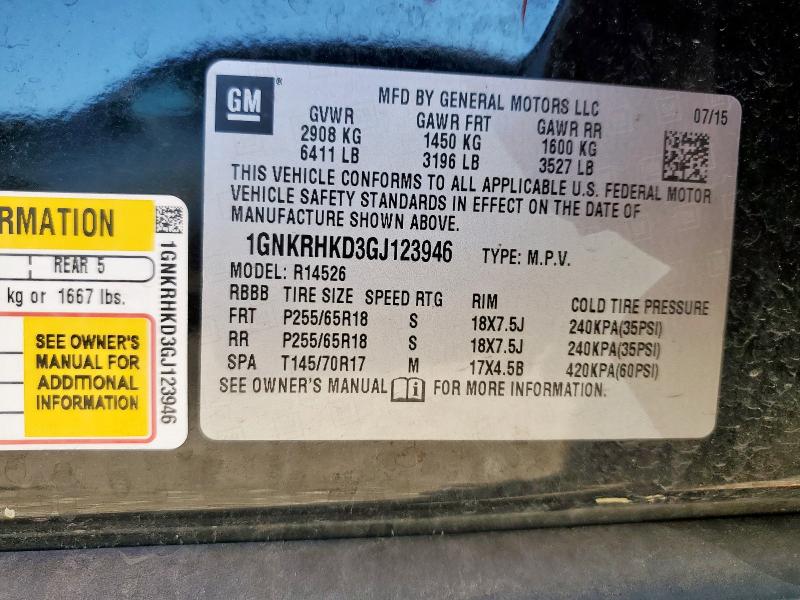 GM
MFD BY GENERAL MOTORS LLC
07/15
GVWR GAWR FRT GAWR RR
2908 KG 1450 KG 1600 KG
6411 LB 3196 LB 3527 LB
THIS VEHICLE CONFORMS TO ALL APPLICABLE U.S. FEDERAL MOTOR
VEHICLE SAFETY STANDARDS IN EFFECT ON THE DATE OF
MANUFACTURE SHOWN ABOVE.
1GNKRHKD3GJ123946 TYPE: M.P.V.
MODEL: R14526
RBBB TIRE SIZE SPEED RTG RIM COLD TIRE PRESSURE
FRT P255/65R18 S 18X7.5J 240KPA(35PSI)
RR P255/65R18 S 18X7.5J 240KPA(35PSI)
SPA T145/70R17 M 17X4.5B 420KPA(60PSI)
SEE OWNER'S MANUAL FOR MORE INFORMATION.
RMATION
REAR 5
kg or 1667 lbs.
SEE OWNER'S
MANUAL FOR
ADDITIONAL
INFORMATION
1GNKRHKD3GJ123946